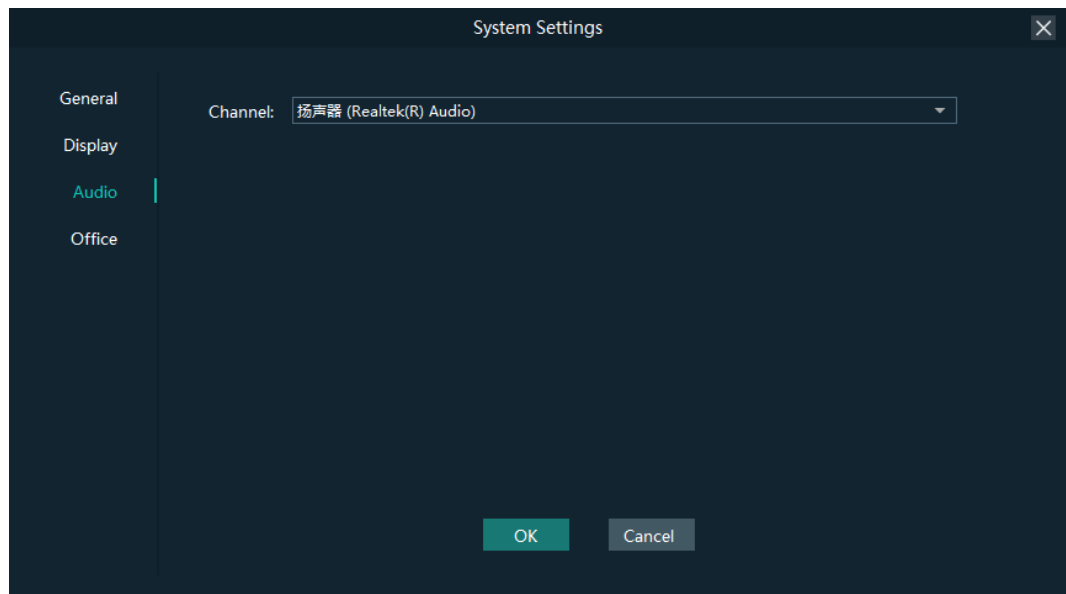 System Settings
General
Channel: 扬声器 (Realtek(R) Audio)
Display
Audio
Office
OK Cancel